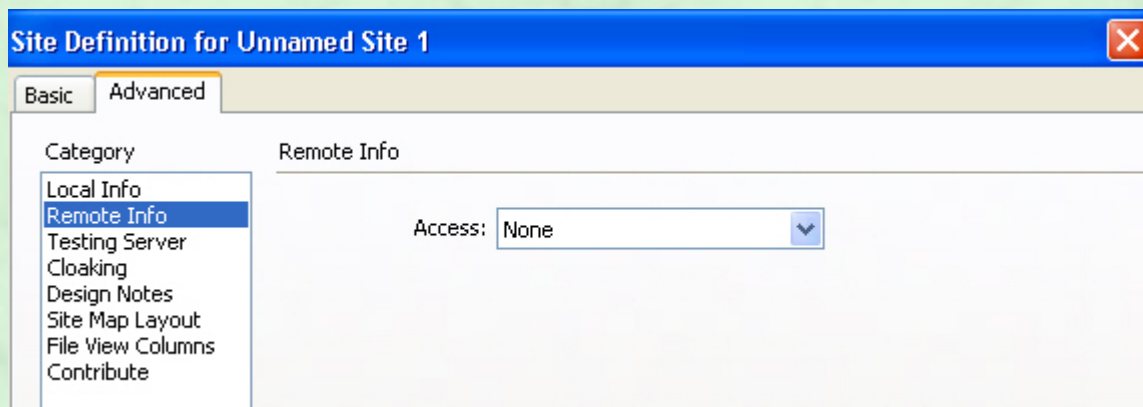 Site Definition for Unnamed Site 1
Basic
Advanced
Category
Local Info
Remote Info
Testing Server
Cloaking
Design Notes
Site Map Layout
File View Columns
Contribute
Remote Info
Access: None